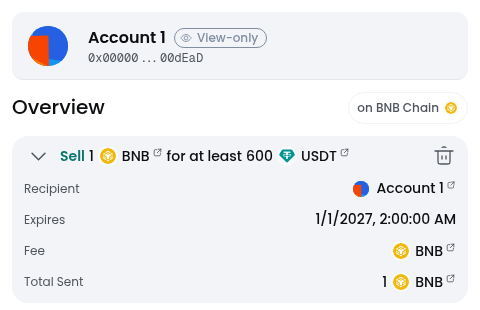 Account 1 View-only
0x00000...00dEaD
Overview
on BNB Chain
Sell 1 BNB for at least 600 USDT
Recipient Account 1
Expires 1/1/2027, 2:00:00 AM
Fee BNB
Total Sent 1 BNB